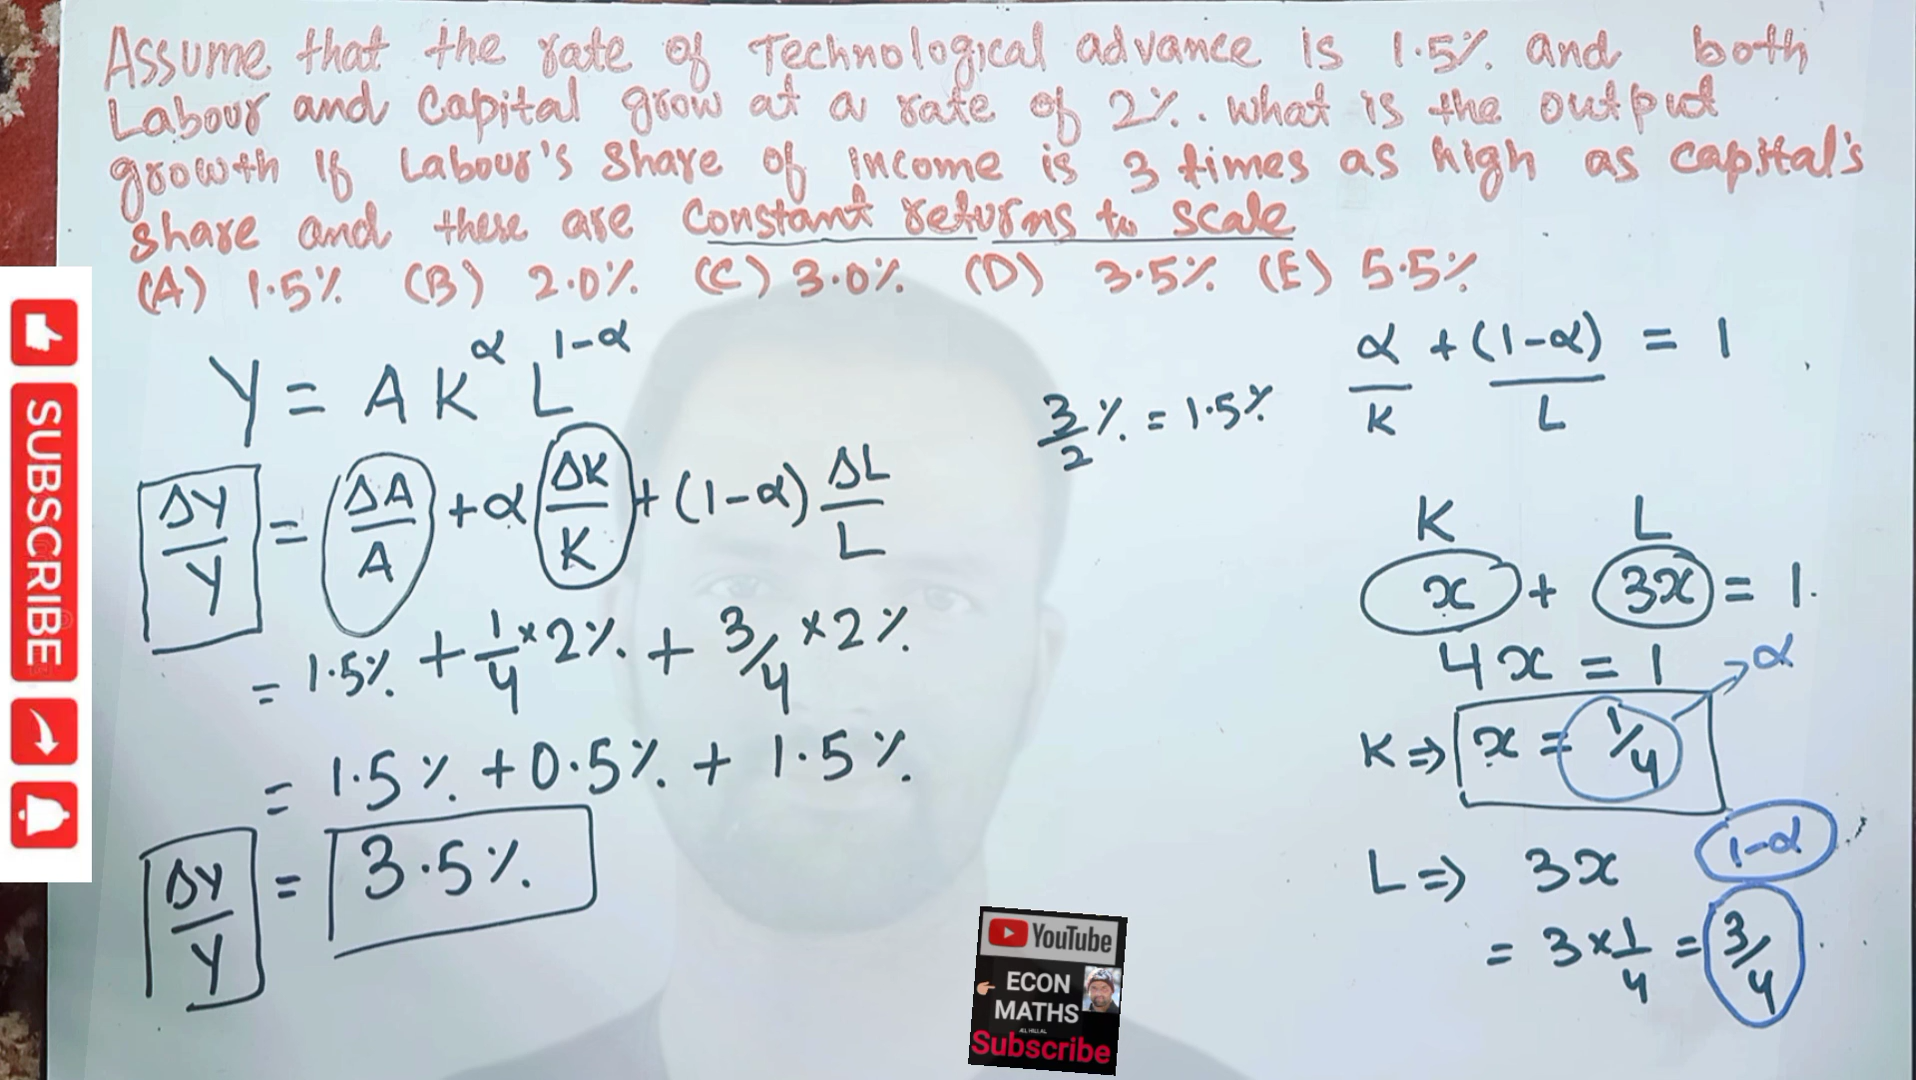 Assume that the rate of Technological advance is 1.5% and both
Labour and Capital grow at a rate of 2%. what is the output
growth If Labour's Share of income is 3 times as high as capital's
share and these are Constant returns to scale
(A) 1.5% (B) 2.0% (C) 3.0% (D) 3.5% (E) 5.5%
Y = A K^α L^(1-α)
ΔY/Y = ΔA/A + α ΔK/K + (1-α) ΔL/L
= 1.5% + 1/4 × 2% + 3/4 × 2%
= 1.5% + 0.5% + 1.5%
ΔY/Y = 3.5%
3/2 % = 1.5%
α + (1-α) = 1
K L
K L
x + 3x = 1.
4x = 1
α
K ⇒ x = 1/4
1-α
L ⇒ 3x
= 3 × 1/4 = 3/4
SUBSCRIBE
YouTube
ECON
MATHS
Subscribe